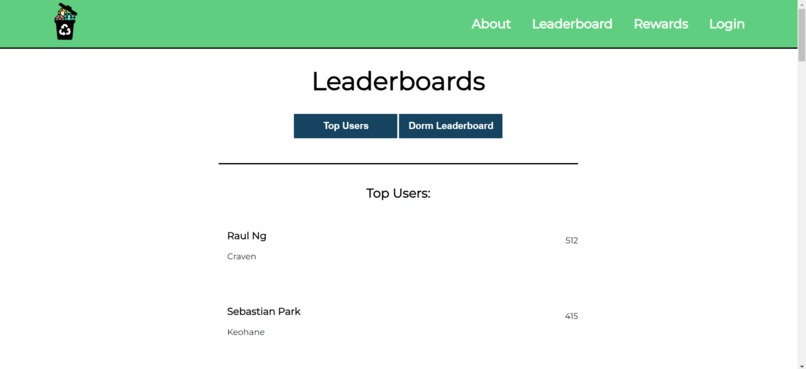 About Leaderboard Rewards Login
Leaderboards
Top Users Dorm Leaderboard
Top Users:
Raul Ng
512
Craven
Sebastian Park
415
Keohane